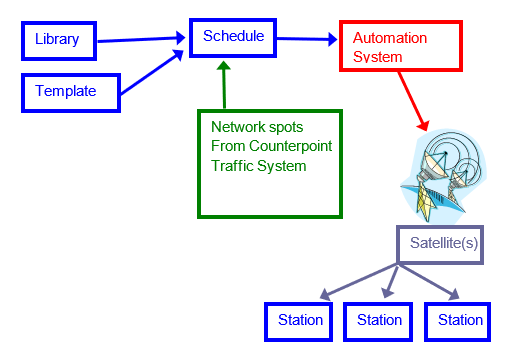 Library
Schedule
Automation
System
Template
Network spots
From Counterpoint
Traffic System
Satellite(s)
Station
Station
Station